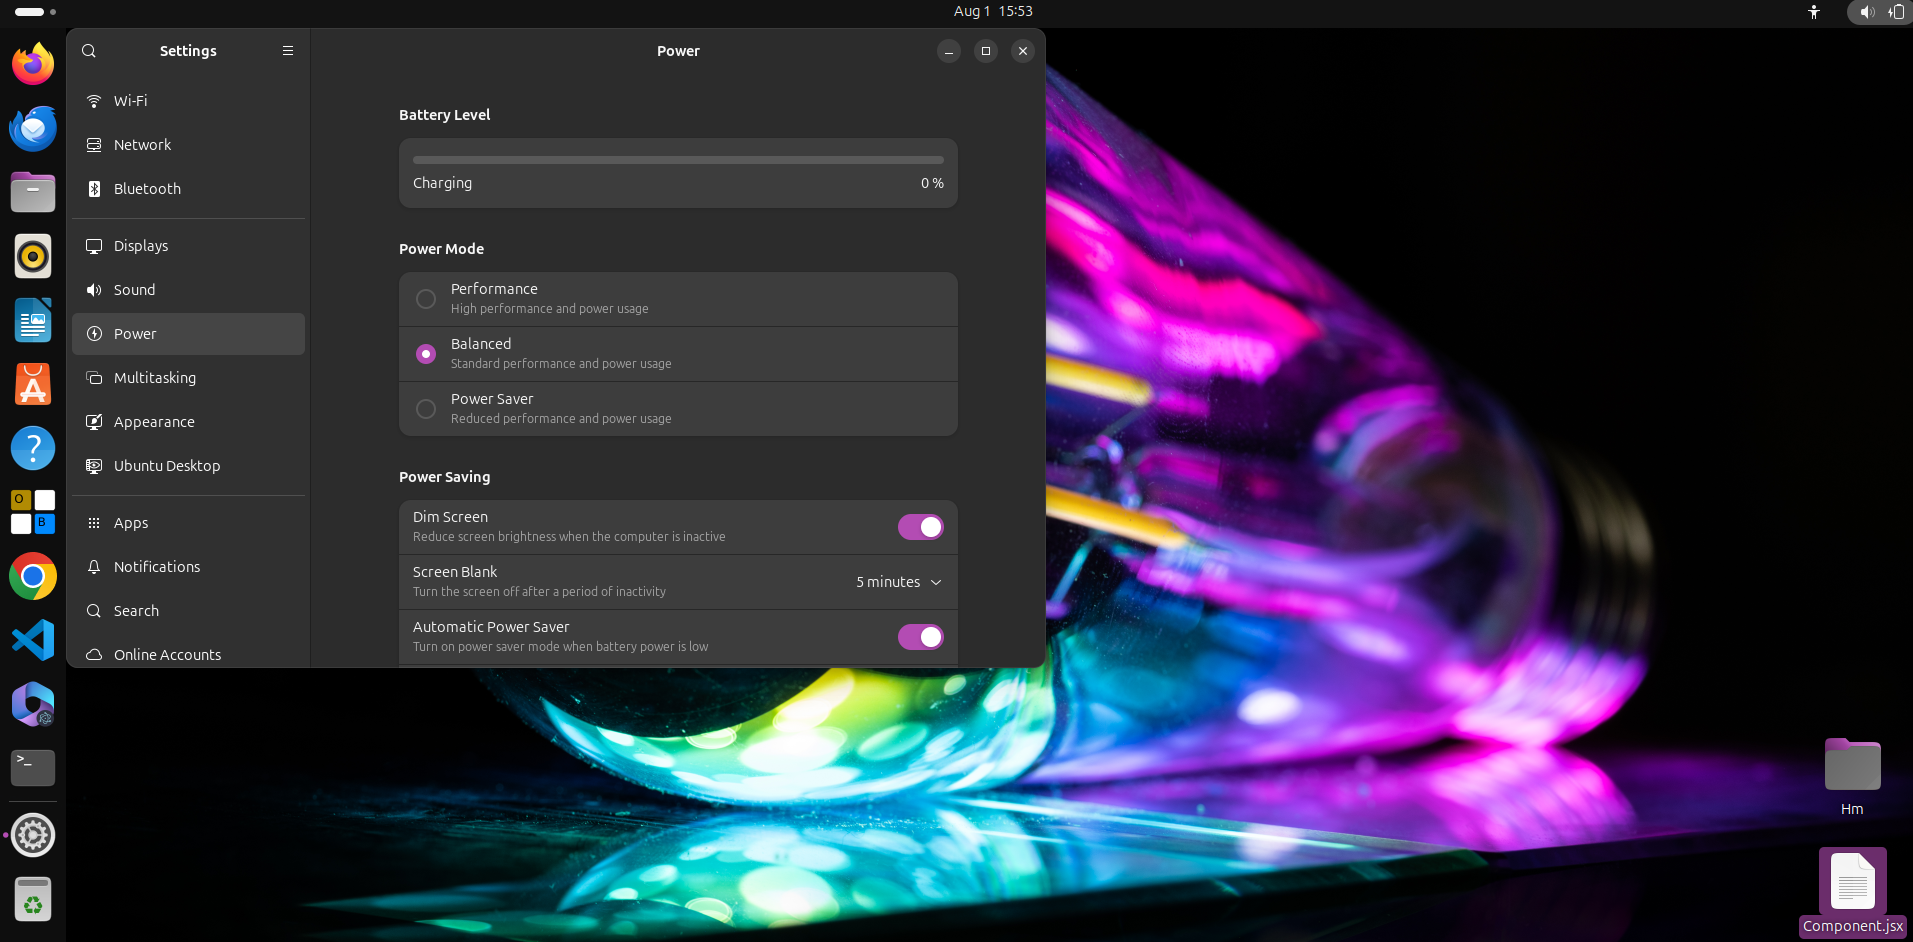 Aug 1 15:53
Settings
Power
Wi-Fi
Network
Bluetooth
Displays
Sound
Power
Multitasking
Appearance
Ubuntu Desktop
Apps
Notifications
Search
Online Accounts
Battery Level
Charging 0 %
Power Mode
Performance
High performance and power usage
Balanced
Standard performance and power usage
Power Saver
Reduced performance and power usage
Power Saving
Dim Screen
Reduce screen brightness when the computer is inactive
Screen Blank
Turn the screen off after a period of inactivity
5 minutes
Automatic Power Saver
Turn on power saver mode when battery power is low
O
B
>_
Hm
Component.jsx